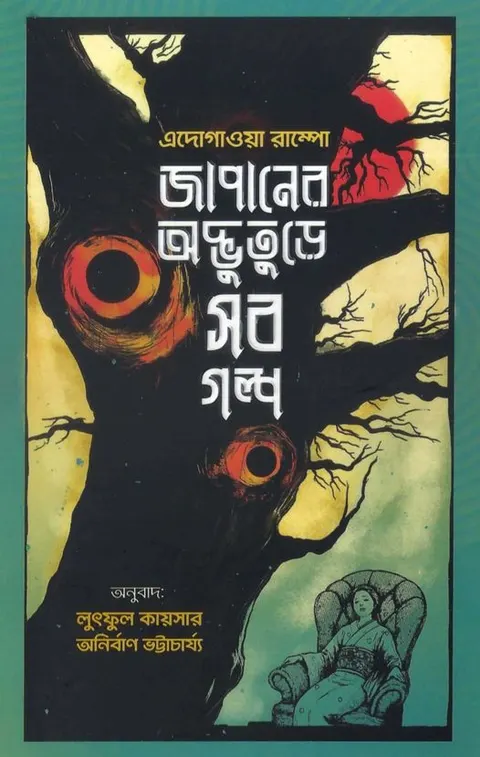 এদোগাওয়া রাম্পো
জাপানের
অদ্ভুতুড়ে
সব
গল্প
অনুবাদ:
লুৎফুল কায়সার
অনির্বাণ ভট্টাচার্য্য